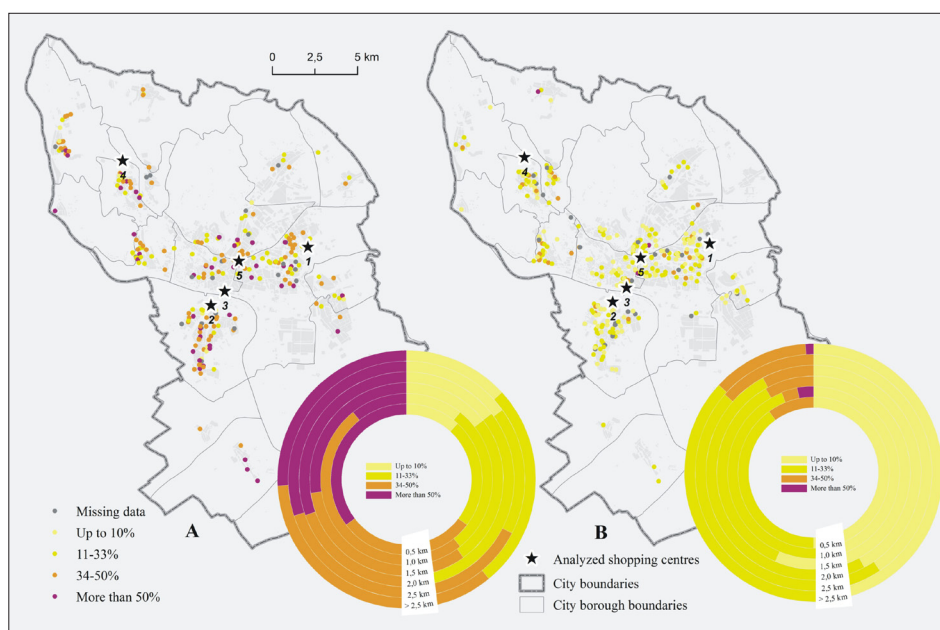 0 2,5 5 km
4
1
5
3
2
4
1
5
3
2
Up to 10%
11-33%
34-50%
More than 50%
Up to 10%
11-33%
34-50%
More than 50%
A
B
Missing data
Up to 10%
11-33%
34-50%
More than 50%
0,5 km
1,0 km
1,5 km
2,0 km
2,5 km
> 2,5 km
Analyzed shopping centres
City boundaries
City borough boundaries
0,5 km
1,0 km
1,5 km
2,0 km
2,5 km
> 2,5 km